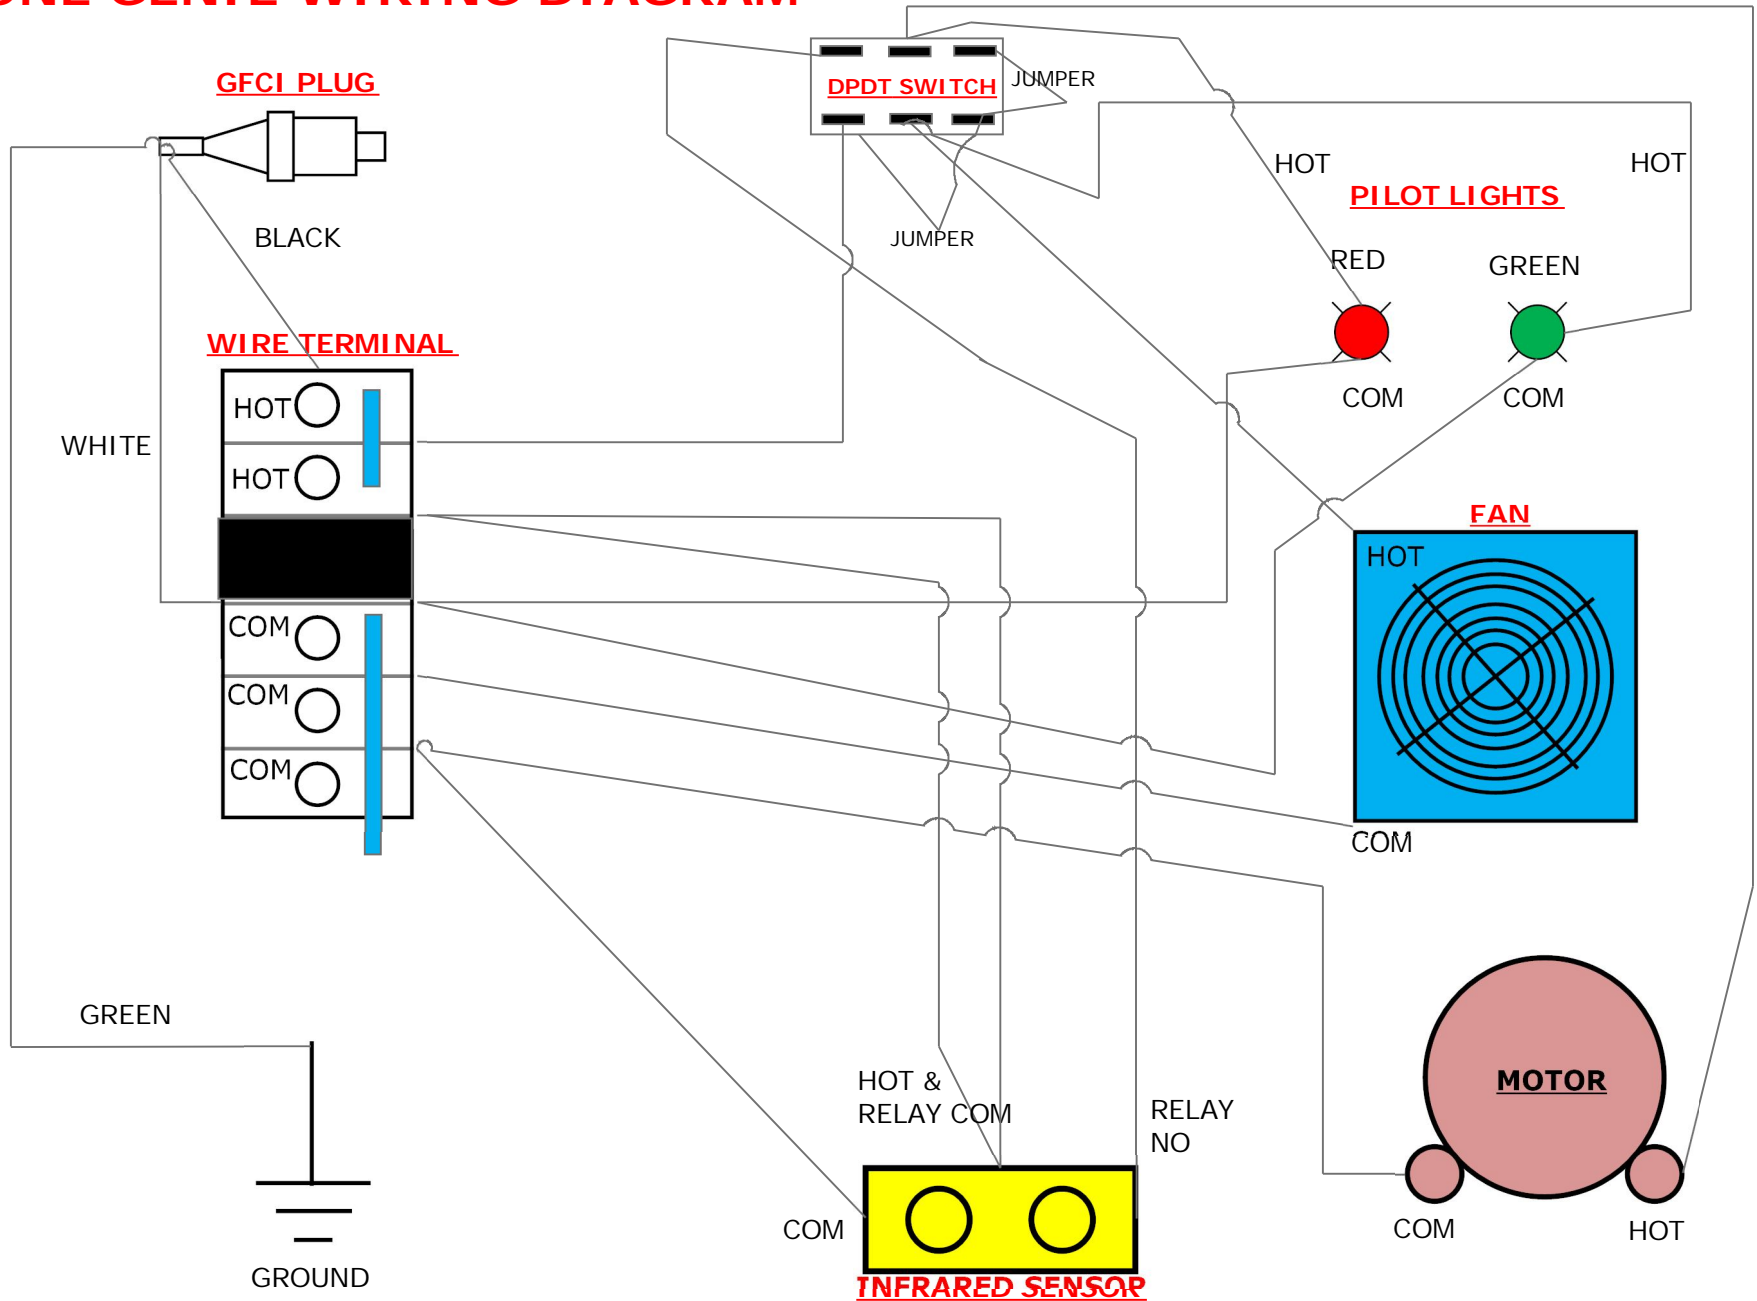 WIRING DIAGRAM
GFCI PLUG
DPDT SWITCH
JUMPER
HOT
HOT
PILOT LIGHTS
BLACK
JUMPER
RED
GREEN
WIRE TERMINAL
HOT
COM
COM
WHITE
HOT
FAN
HOT
COM
COM
COM
COM
GREEN
HOT &
RELAY COM
RELAY
NO
MOTOR
COM
COM
HOT
GROUND
INFRARED SENSOR